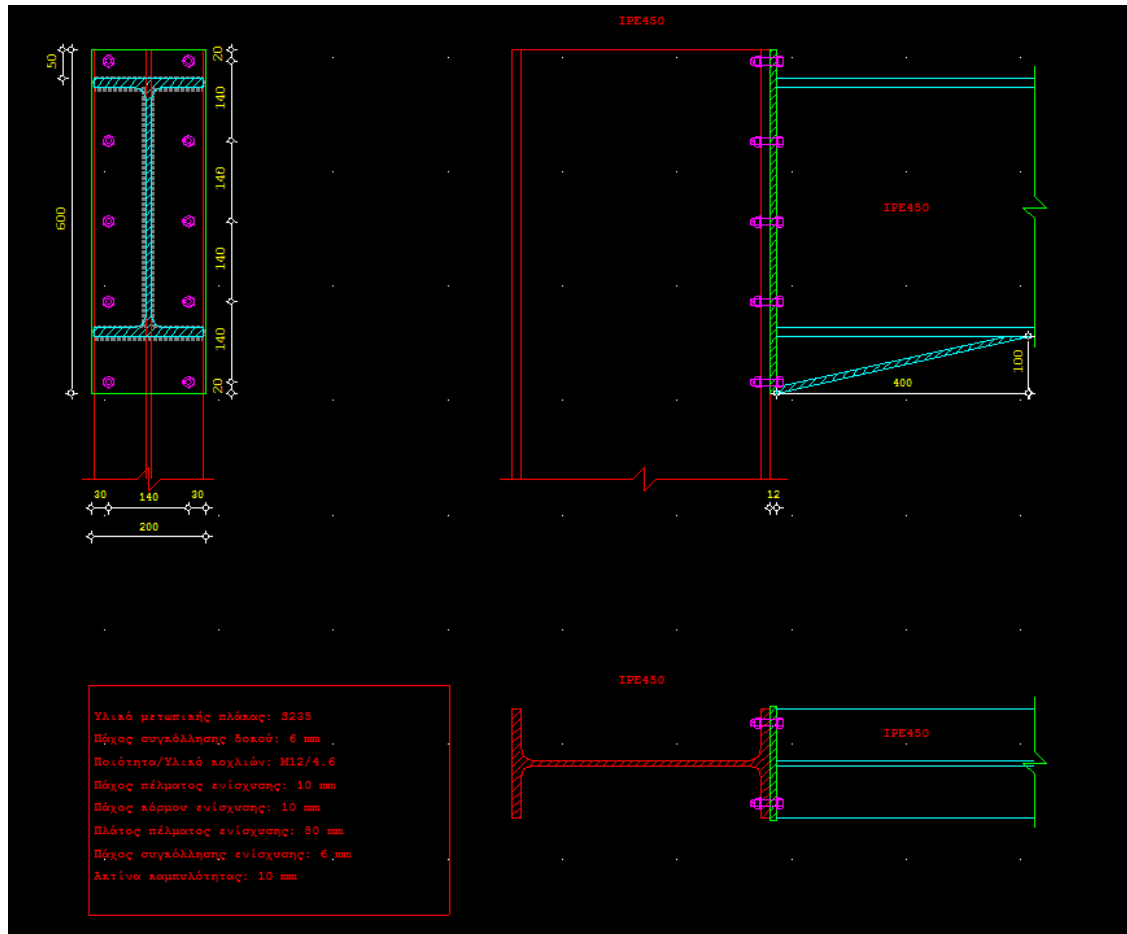 IPE450
50
20
140
140
600
IPE450
140
140
100
20
400
30
140
30
12
200
IPE450
Υλικό μετωπικής πλάκας: S235
IPE450
Πάχος συγκόλλησης δοκού: 6 mm
Ποιότητα/Υλικό κοχλιών: M12/4.6
Πάχος πέλματος ενίσχυσης: 10 mm
Πάχος κόρμου ενίσχυσης: 10 mm
Πλάτος πέλματος ενίσχυσης: 80 mm
Πάχος συγκόλλησης ενίσχυσης: 6 mm
Ακτίνα καμπυλότητας: 10 mm